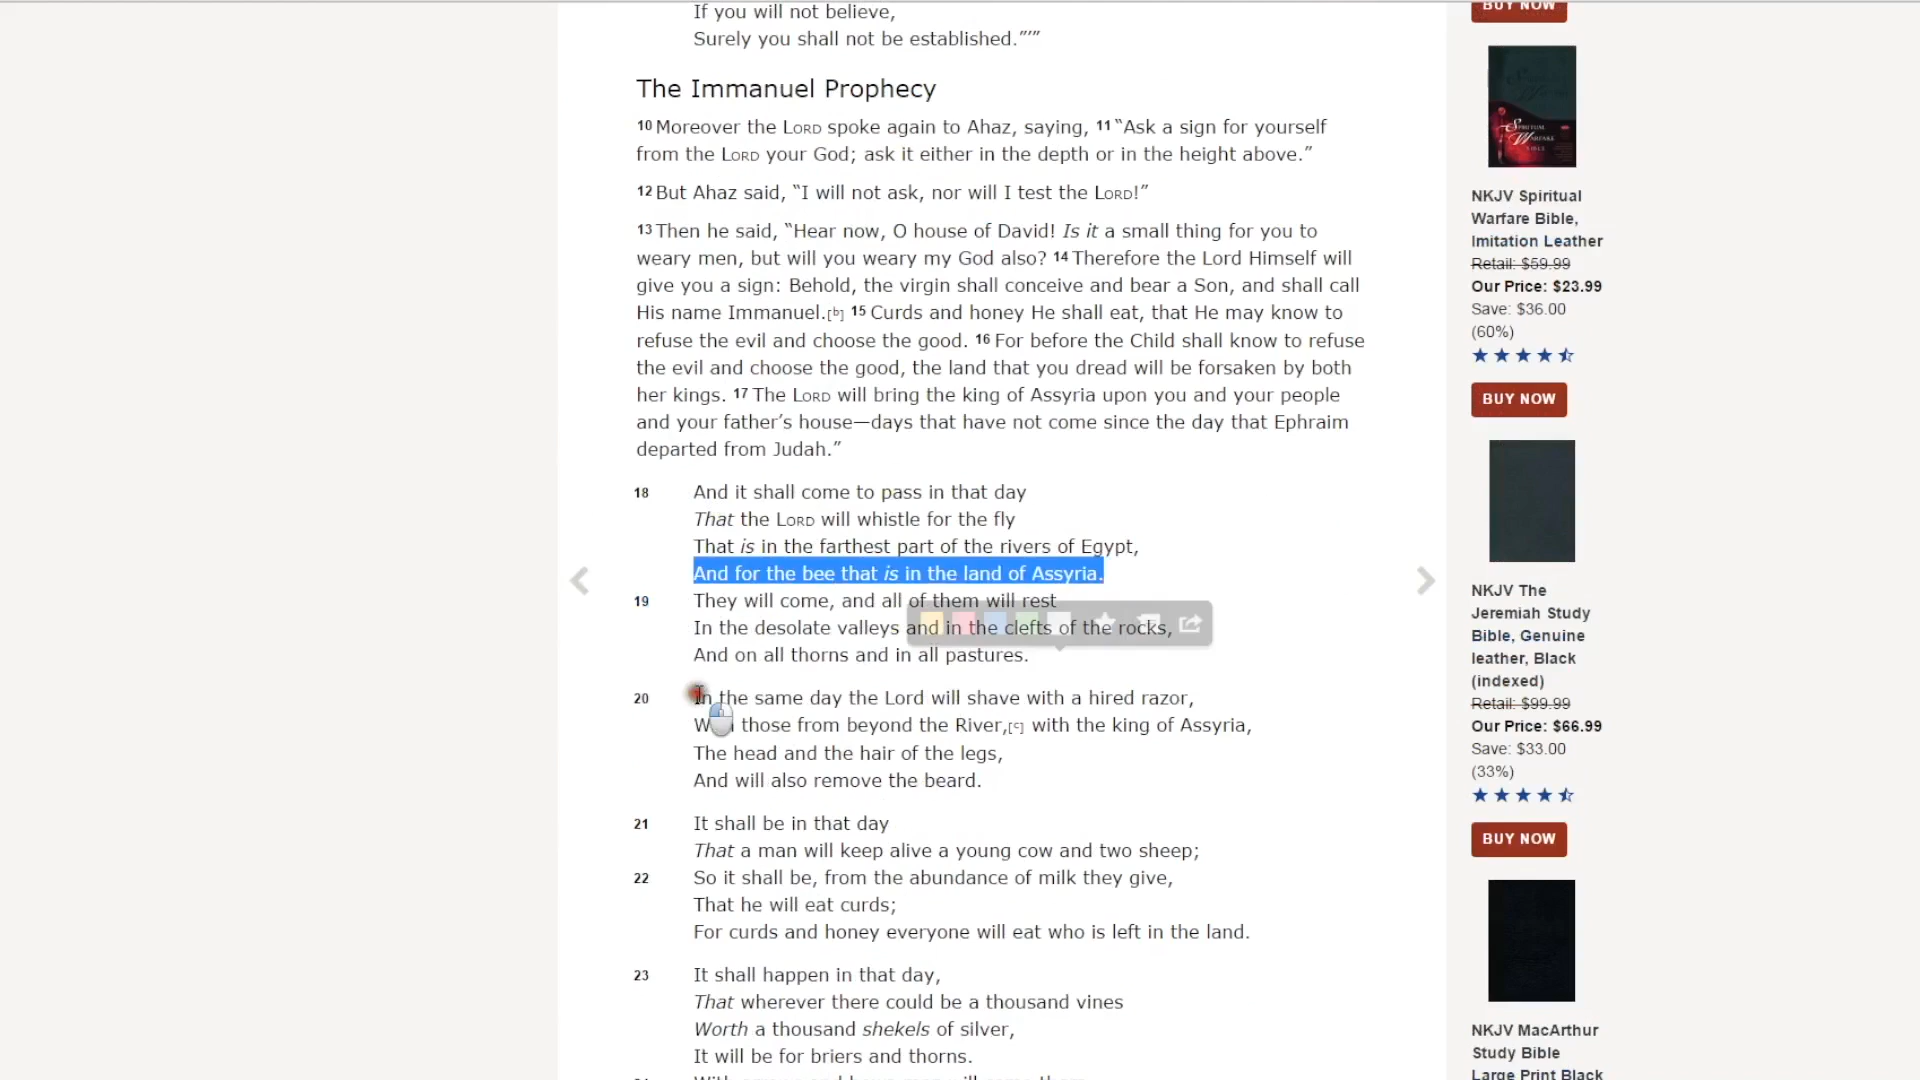 If you will not believe,
Surely you shall not be established.”’”
The Immanuel Prophecy
10 Moreover the LORD spoke again to Ahaz, saying, 11 “Ask a sign for yourself
from the LORD your God; ask it either in the depth or in the height above.”
12 But Ahaz said, “I will not ask, nor will I test the LORD!”
13 Then he said, “Hear now, O house of David! Is it a small thing for you to
weary men, but will you weary my God also? 14 Therefore the Lord Himself will
give you a sign: Behold, the virgin shall conceive and bear a Son, and shall call
His name Immanuel.[b] 15 Curds and honey He shall eat, that He may know to
refuse the evil and choose the good. 16 For before the Child shall know to refuse
the evil and choose the good, the land that you dread will be forsaken by both
her kings. 17 The LORD will bring the king of Assyria upon you and your people
and your father’s house—days that have not come since the day that Ephraim
departed from Judah.”
18 And it shall come to pass in that day
That the LORD will whistle for the fly
That is in the farthest part of the rivers of Egypt,
And for the bee that is in the land of Assyria.
19 They will come, and all of them will rest
In the desolate valleys and in the clefts of the rocks,
And on all thorns and in all pastures.
20 In the same day the Lord will shave with a hired razor,
those from beyond the River,[c] with the king of Assyria,
The head and the hair of the legs,
And will also remove the beard.
21 It shall be in that day
That a man will keep alive a young cow and two sheep;
22 So it shall be, from the abundance of milk they give,
That he will eat curds;
For curds and honey everyone will eat who is left in the land.
23 It shall happen in that day,
That wherever there could be a thousand vines
Worth a thousand shekels of silver,
It will be for briers and thorns.
BUY NOW
SPIRITUAL
WARFARE
BIBLE
NKJV Spiritual
Warfare Bible,
Imitation Leather
Retail: $59.99
Our Price: $23.99
Save: $36.00
(60%)
BUY NOW
NKJV The
Jeremiah Study
Bible, Genuine
leather, Black
(indexed)
Retail: $99.99
Our Price: $66.99
Save: $33.00
(33%)
BUY NOW
NKJV MacArthur
Study Bible
Large Print Black